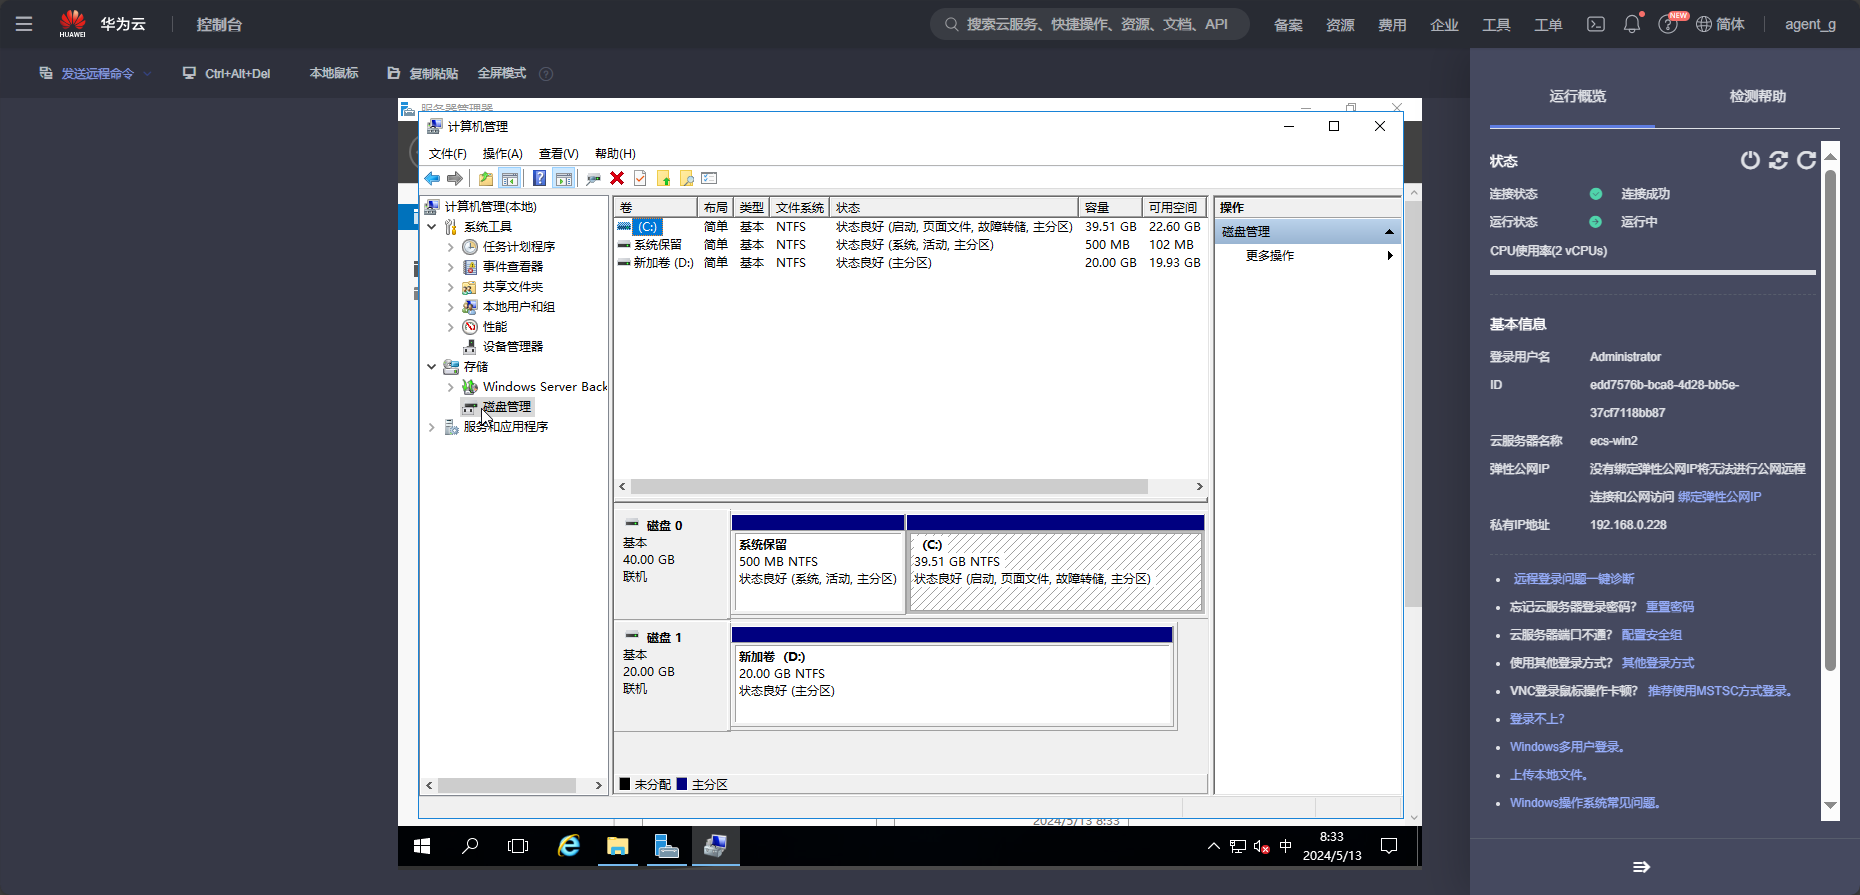 HUAWEI
华为云
控制台
搜索云服务、快捷操作、资源、文档、API
备案
资源
费用
企业
工具
工单
NEW
简体
agent_g
发送远程命令
Ctrl+Alt+Del
本地鼠标
复制粘贴
全屏模式
服务器管理器
计算机管理
文件(F) 操作(A) 查看(V) 帮助(H)
计算机管理(本地)
系统工具
任务计划程序
事件查看器
共享文件夹
本地用户和组
性能
设备管理器
存储
Windows Server Back
磁盘管理
服务和应用程序
卷 布局 类型 文件系统 状态 容量 可用空间
(C:) 简单 基本 NTFS 状态良好 (启动, 页面文件, 故障转储, 主分区) 39.51 GB 22.60 GB
系统保留 简单 基本 NTFS 状态良好 (系统, 活动, 主分区) 500 MB 102 MB
新加卷 (D:) 简单 基本 NTFS 状态良好 (主分区) 20.00 GB 19.93 GB
磁盘 0
基本
40.00 GB
联机
系统保留
500 MB NTFS
状态良好 (系统, 活动, 主分区)
(C:)
39.51 GB NTFS
状态良好 (启动, 页面文件, 故障转储, 主分区)
磁盘 1
基本
20.00 GB
联机
新加卷 (D:)
20.00 GB NTFS
状态良好 (主分区)
未分配 主分区
操作
磁盘管理
更多操作
2024/5/13 8:33
中
8:33
2024/5/13
运行概览
检测帮助
状态
连接状态 连接成功
运行状态 运行中
CPU使用率(2 vCPUs)
基本信息
登录用户名 Administrator
ID edd7576b-bca8-4d28-bb5e-
37cf7118bb87
云服务器名称 ecs-win2
弹性公网IP 没有绑定弹性公网IP将无法进行公网远程
连接和公网访问 绑定弹性公网IP
私有IP地址 192.168.0.228
远程登录问题一键诊断
忘记云服务器登录密码? 重置密码
云服务器端口不通? 配置安全组
使用其他登录方式? 其他登录方式
VNC登录鼠标操作卡顿? 推荐使用MSTSC方式登录。
登录不上?
Windows多用户登录。
上传本地文件。
Windows操作系统常见问题。